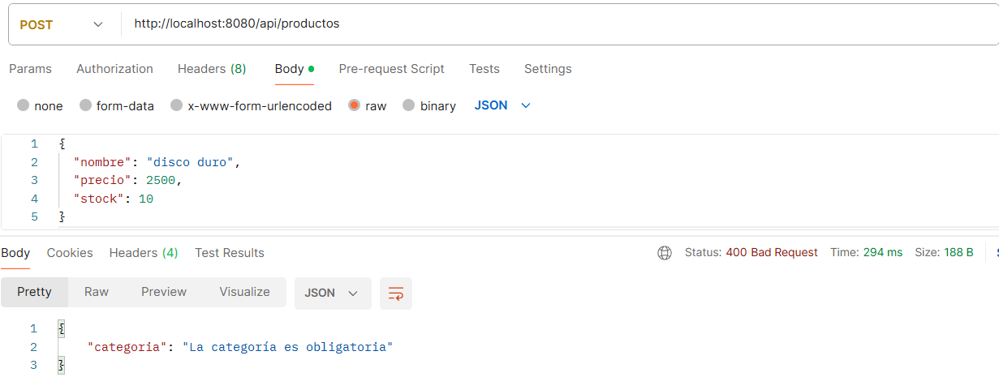 POST http://localhost:8080/api/productos
Params Authorization Headers (8) Body Pre-request Script Tests Settings
none form-data x-www-form-urlencoded raw binary JSON
1 {
2 "nombre": "disco duro",
3 "precio": 2500,
4 "stock": 10
5 }
Body Cookies Headers (4) Test Results Status: 400 Bad Request Time: 294 ms Size: 188 B
Pretty Raw Preview Visualize JSON
1 {
2 "categoria": "La categoría es obligatoria"
3 }